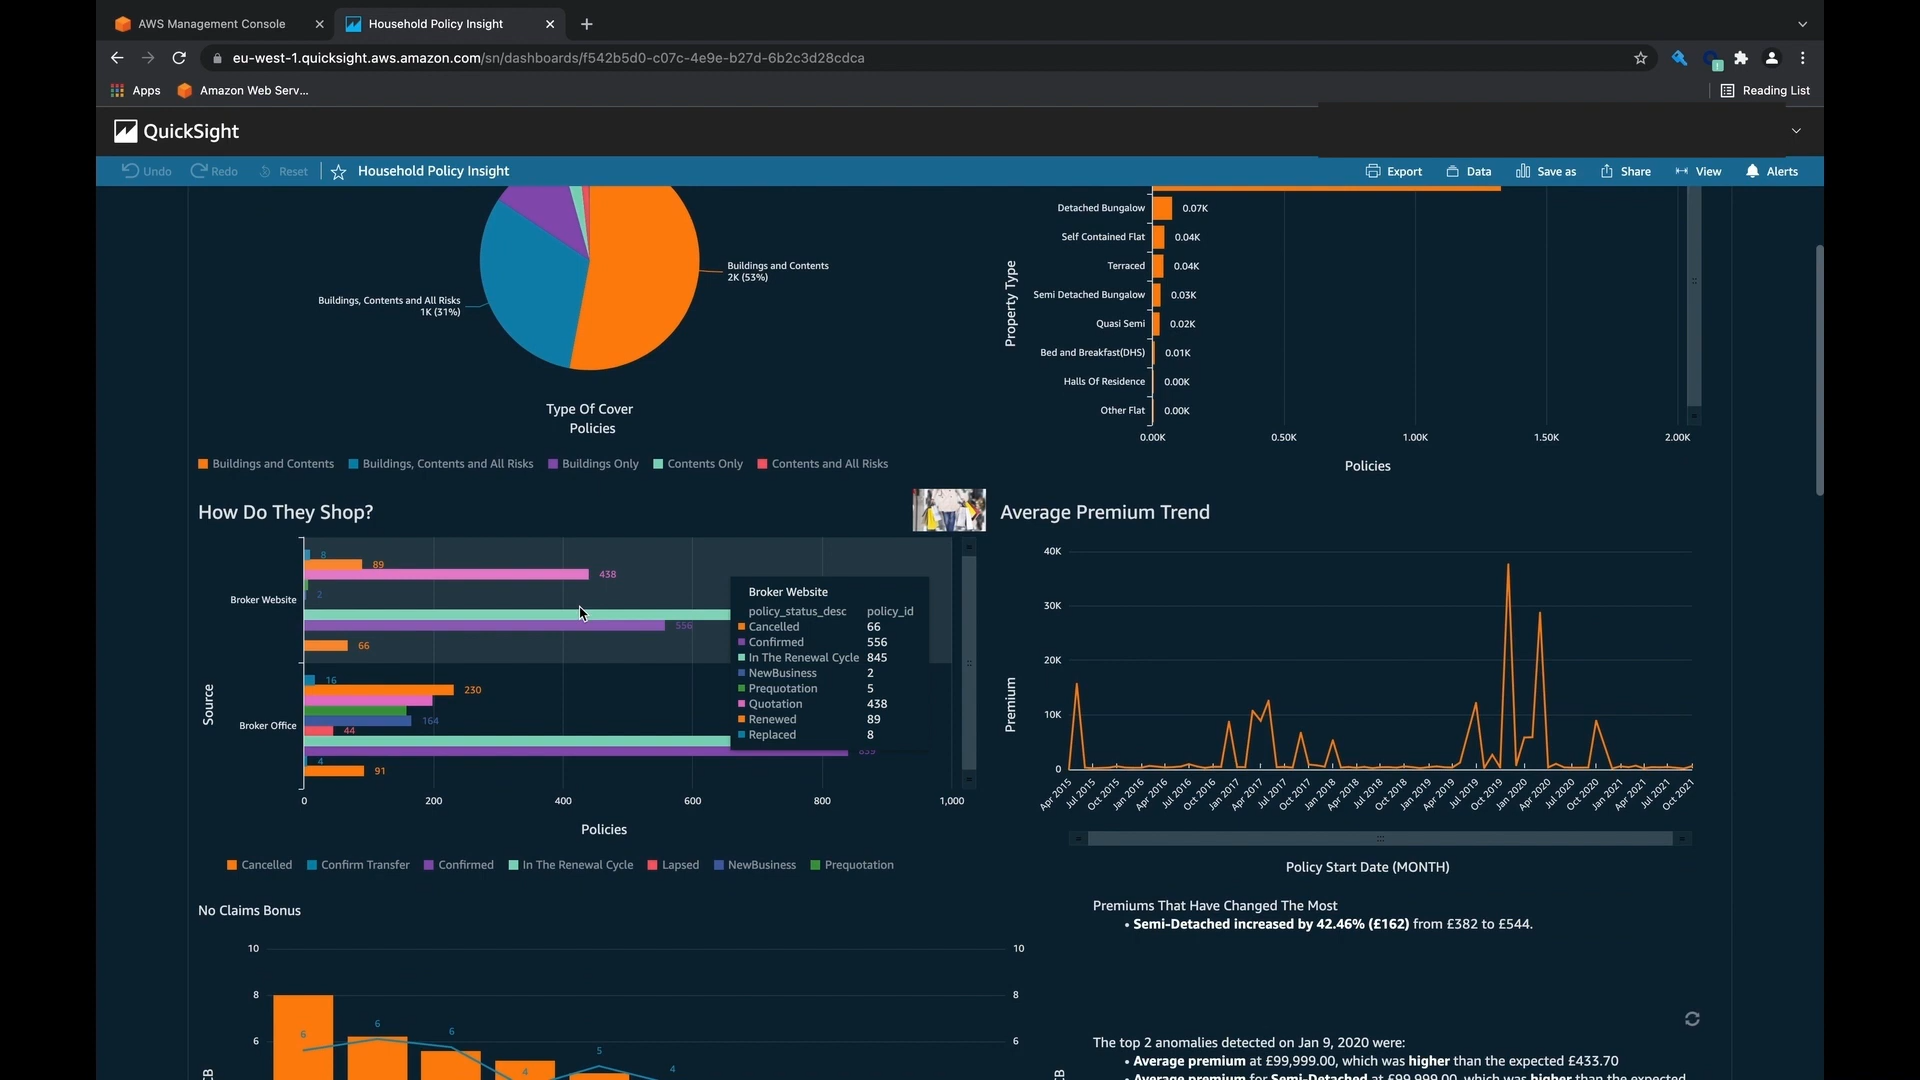 AWS Management Console
Household Policy Insight
eu-west-1.quicksight.aws.amazon.com/sn/dashboards/f542b5d0-c07c-4e9e-b27d-6b2c3d28cdca
Apps
Amazon Web Serv...
Reading List
QuickSight
Undo
Redo
Reset
Household Policy Insight
Export
Data
Save as
Share
View
Alerts
Buildings and Contents
2K (53%)
Buildings, Contents and All Risks
1K (31%)
Type Of Cover
Policies
Buildings and Contents
Buildings, Contents and All Risks
Buildings Only
Contents Only
Contents and All Risks
Property Type
Detached Bungalow 0.07K
Self Contained Flat 0.04K
Terraced 0.04K
Semi Detached Bungalow 0.03K
Quasi Semi 0.02K
Bed and Breakfast(DHS) 0.01K
Halls Of Residence 0.00K
Other Flat 0.00K
0.00K 0.50K 1.00K 1.50K 2.00K
Policies
How Do They Shop?
Source
Broker Website
8
89
438
2
556
66
Broker Office
16
230
164
44
4
91
0 200 400 600 800 1,000
Policies
Broker Website
policy_status_desc policy_id
Cancelled 66
Confirmed 556
In The Renewal Cycle 845
NewBusiness 2
Prequotation 5
Quotation 438
Renewed 89
Replaced 8
Cancelled
Confirm Transfer
Confirmed
In The Renewal Cycle
Lapsed
NewBusiness
Prequotation
Average Premium Trend
Premium
40K
30K
20K
10K
0
Apr 2015 Jul 2015 Oct 2015 Jan 2016 Apr 2016 Jul 2016 Oct 2016 Jan 2017 Apr 2017 Jul 2017 Oct 2017 Jan 2018 Apr 2018 Jul 2018 Oct 2018 Jan 2019 Apr 2019 Jul 2019 Oct 2019 Jan 2020 Apr 2020 Jul 2020 Oct 2020 Jan 2021 Apr 2021 Jul 2021 Oct 2021
Policy Start Date (MONTH)
No Claims Bonus
10 10
8 8
6 6
6 6 6 4 5 4
Premiums That Have Changed The Most
• Semi-Detached increased by 42.46% (£162) from £382 to £544.
The top 2 anomalies detected on Jan 9, 2020 were:
• Average premium at £99,999.00, which was higher than the expected £433.70
• Average premium for Semi-Detached at £99,999.00, which was higher than the expected